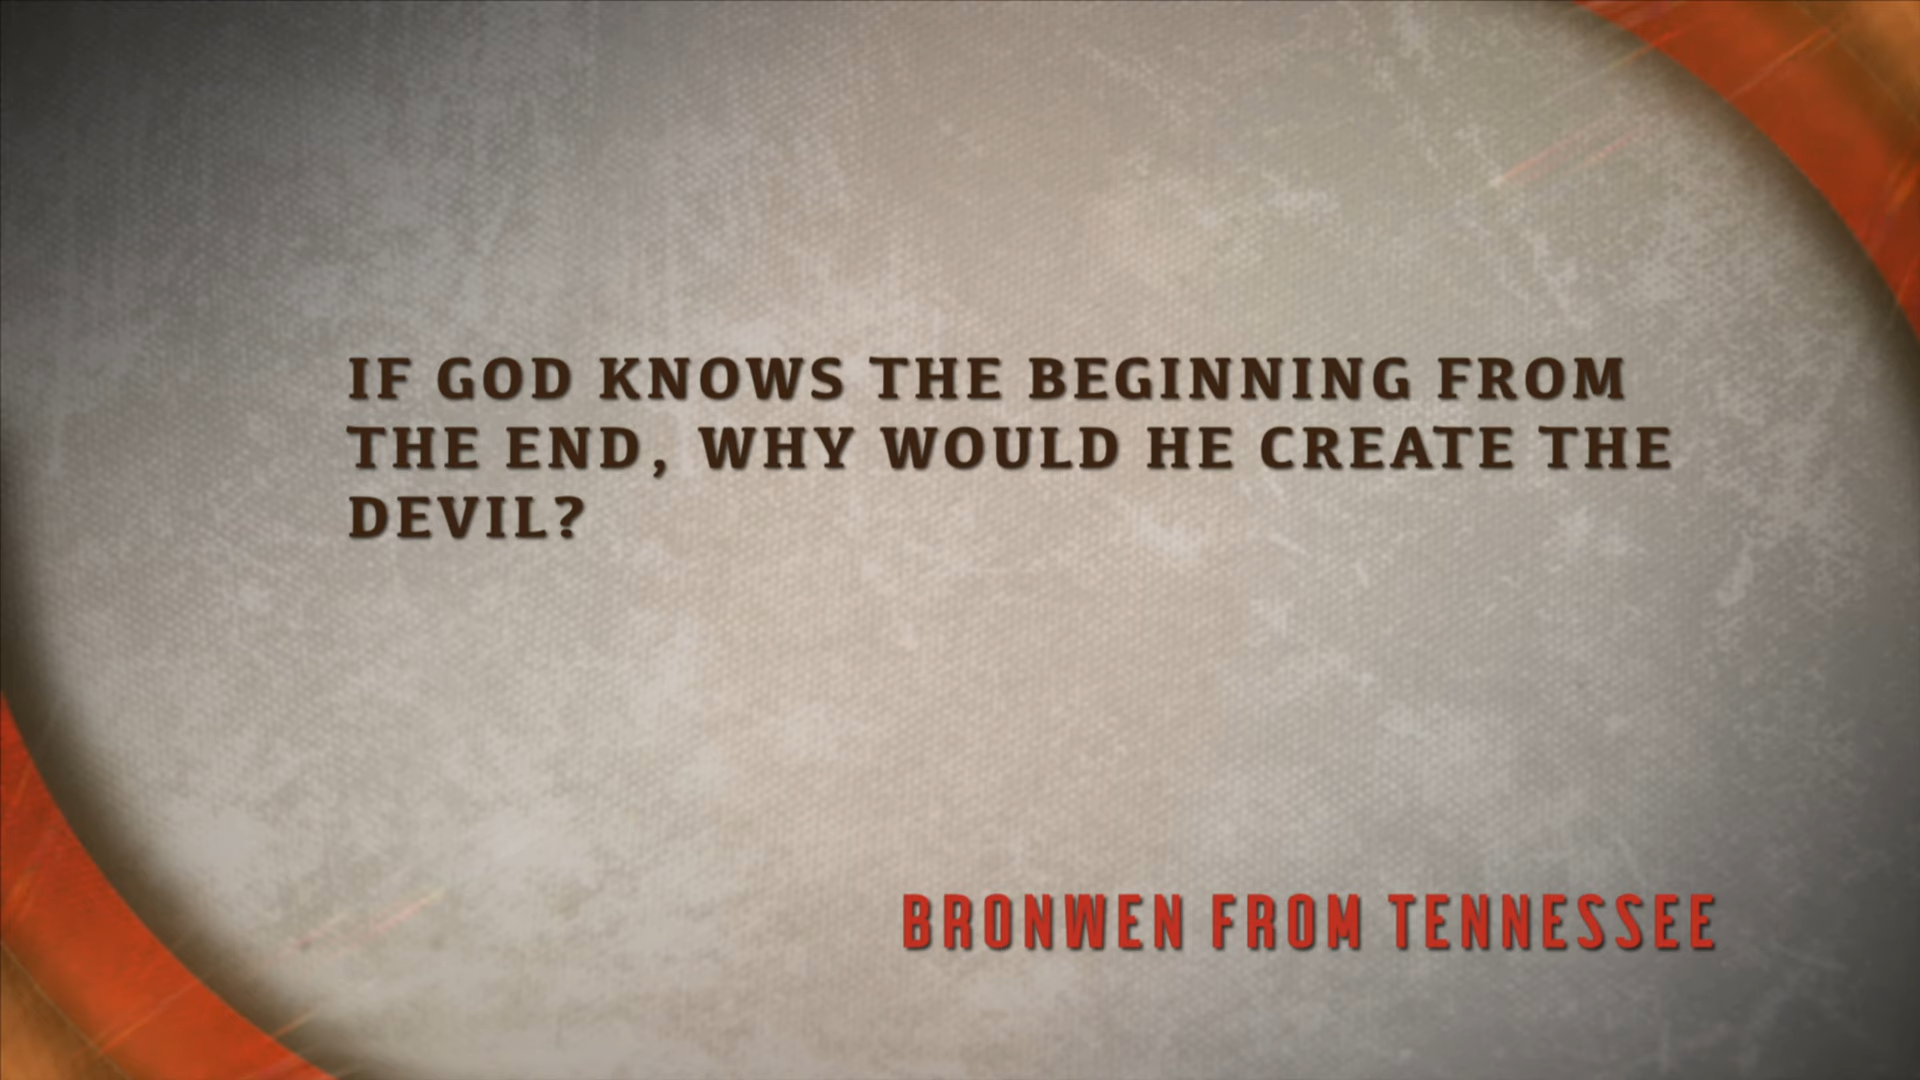 IF GOD KNOWS THE BEGINNING FROM
THE END, WHY WOULD HE CREATE THE
DEVIL?
BRONWEN FROM TENNESSEE